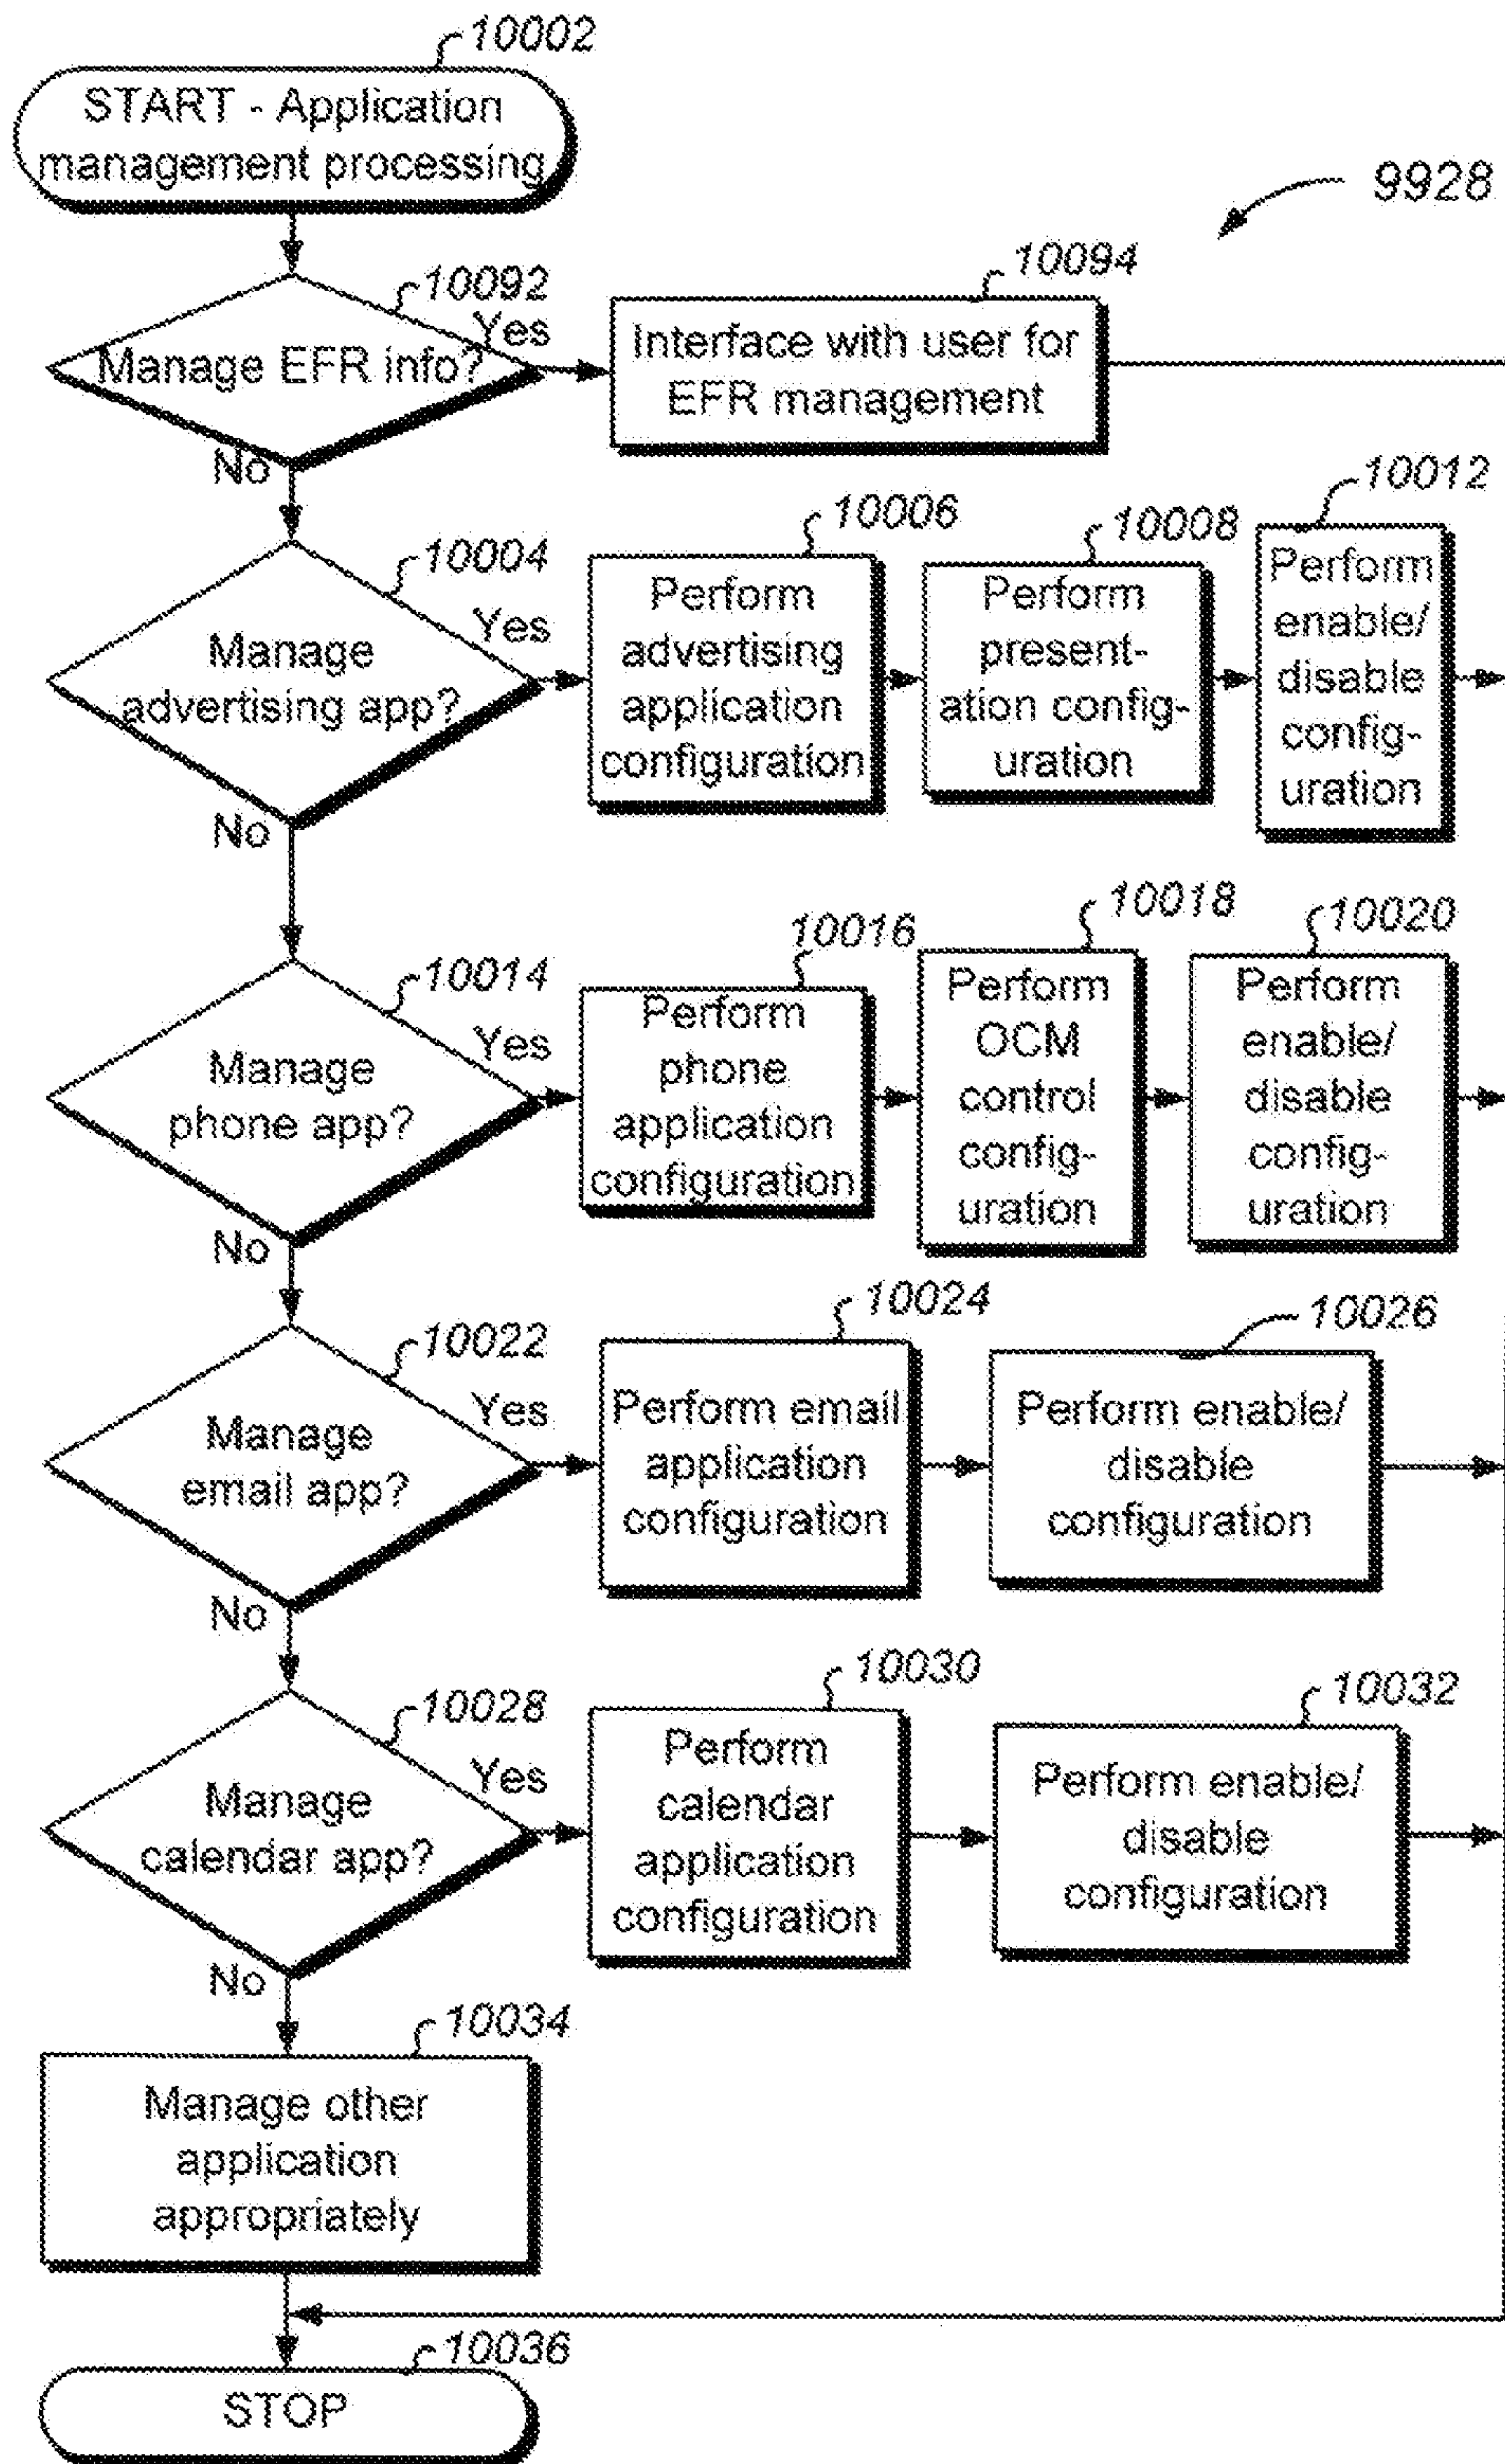 10002
START - Application
management processing
9928
10092
Manage EFR info?
Yes
No
10094
Interface with user for
EFR management
10004
Manage
advertising app?
Yes
No
10006
Perform
advertising
application
configuration
10008
Perform
present-
ation config-
uration
10012
Perform
enable/
disable
config-
uration
10014
Manage
phone app?
Yes
No
10016
Perform
phone
application
configuration
10018
Perform
OCM
control
config-
uration
10020
Perform
enable/
disable
config-
uration
10022
Manage
email app?
Yes
No
10024
Perform email
application
configuration
10026
Perform enable/
disable
configuration
10028
Manage
calendar app?
Yes
No
10030
Perform
calendar
application
configuration
10032
Perform enable/
disable
configuration
10034
Manage other
application
appropriately
10036
STOP